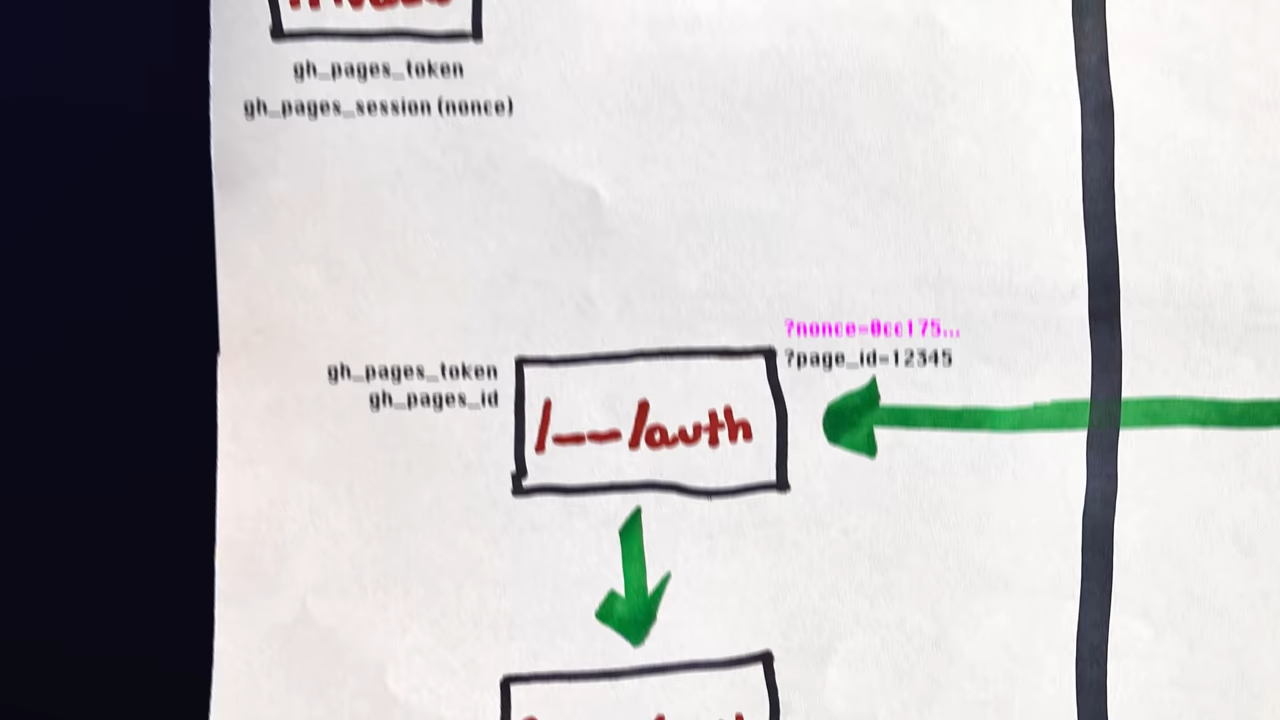 gh_pages_token
gh_pages_session (nonce)
?nonce=0cc175...
?page_id=12345
gh_pages_token
gh_pages_id
/__/auth